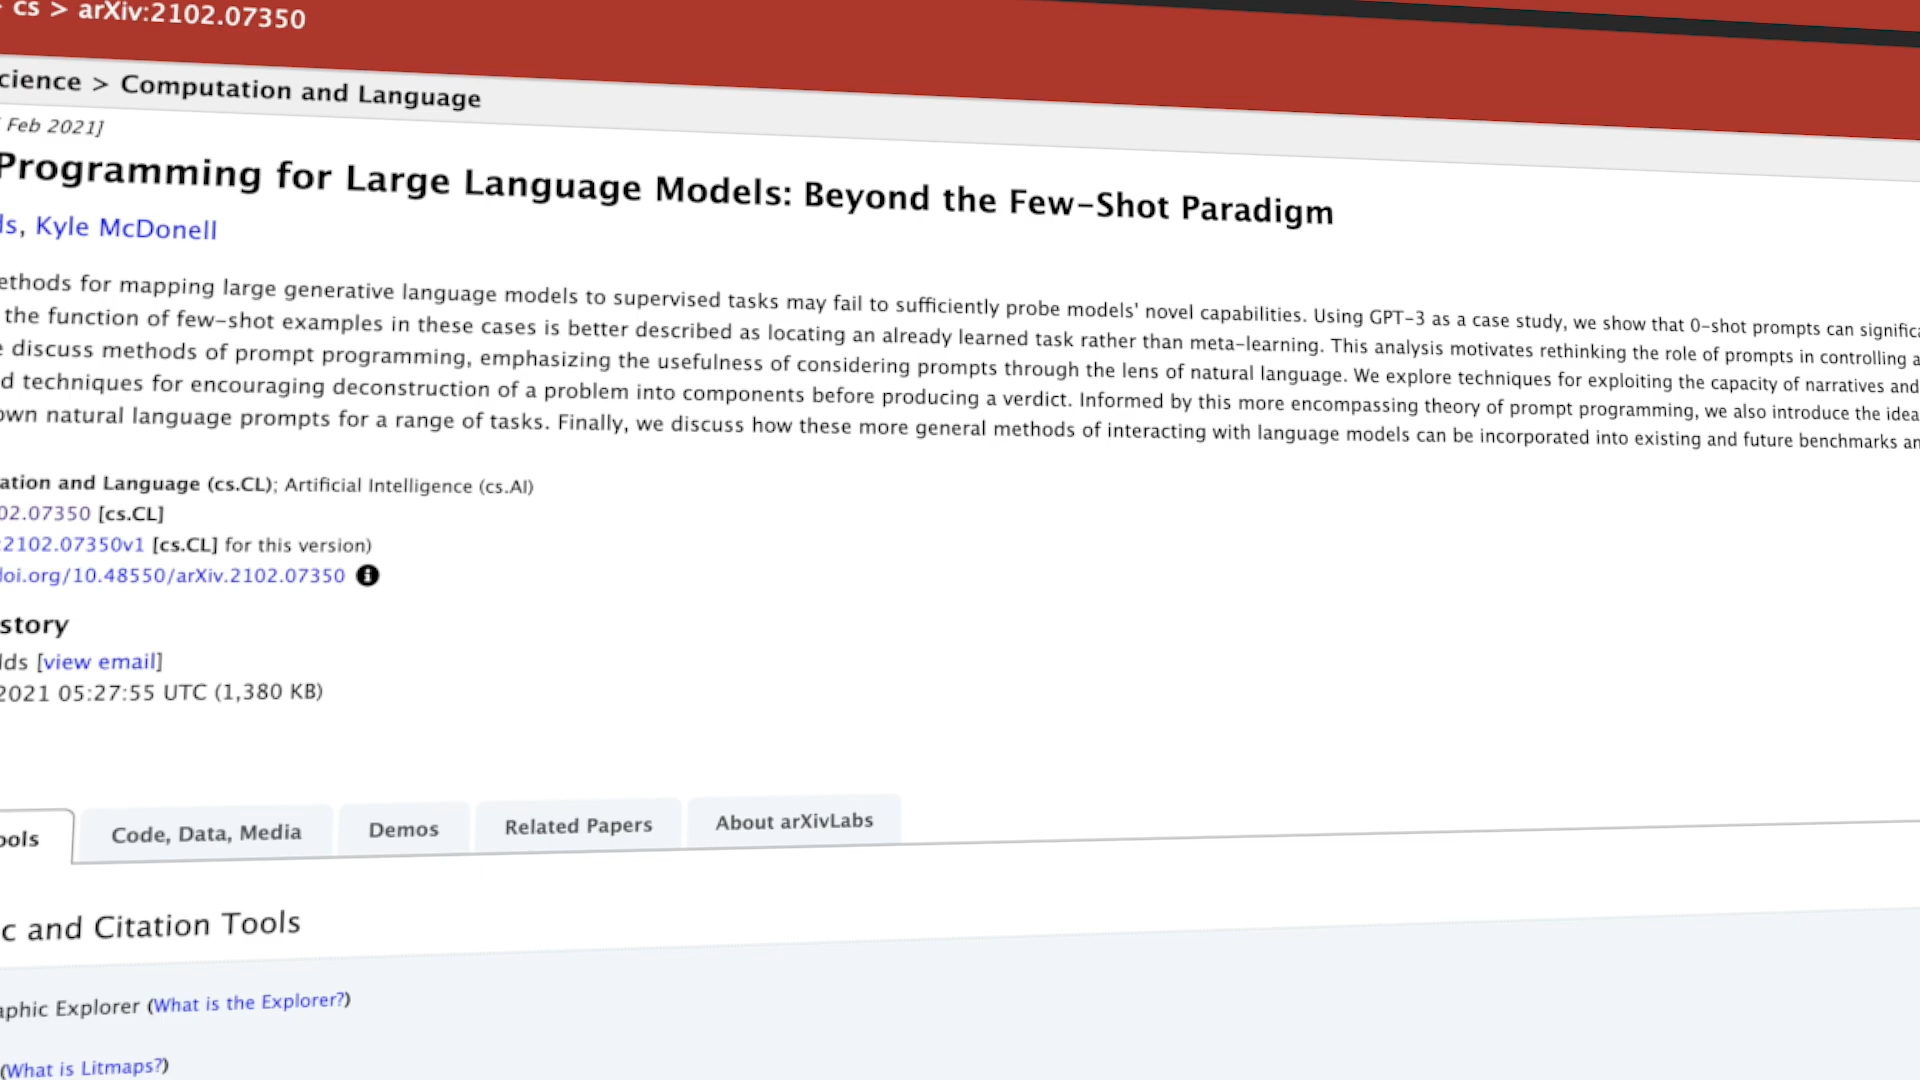 cs > arXiv:2102.07350
cience > Computation and Language
Feb 2021]
Programming for Large Language Models: Beyond the Few-Shot Paradigm
ls, Kyle McDonell
ethods for mapping large generative language models to supervised tasks may fail to sufficiently probe models' novel capabilities. Using GPT-3 as a case study, we show that 0-shot prompts can significa
the function of few-shot examples in these cases is better described as locating an already learned task rather than meta-learning. This analysis motivates rethinking the role of prompts in controlling a
e discuss methods of prompt programming, emphasizing the usefulness of considering prompts through the lens of natural language. We explore techniques for exploiting the capacity of narratives and
d techniques for encouraging deconstruction of a problem into components before producing a verdict. Informed by this more encompassing theory of prompt programming, we also introduce the idea
own natural language prompts for a range of tasks. Finally, we discuss how these more general methods of interacting with language models can be incorporated into existing and future benchmarks an
ation and Language (cs.CL); Artificial Intelligence (cs.AI)
02.07350 [cs.CL]
:2102.07350v1 [cs.CL] for this version)
doi.org/10.48550/arXiv.2102.07350
story
lds [view email]
2021 05:27:55 UTC (1,380 KB)
ools Code, Data, Media Demos Related Papers About arXivLabs
c and Citation Tools
aphic Explorer (What is the Explorer?)
(What is Litmaps?)